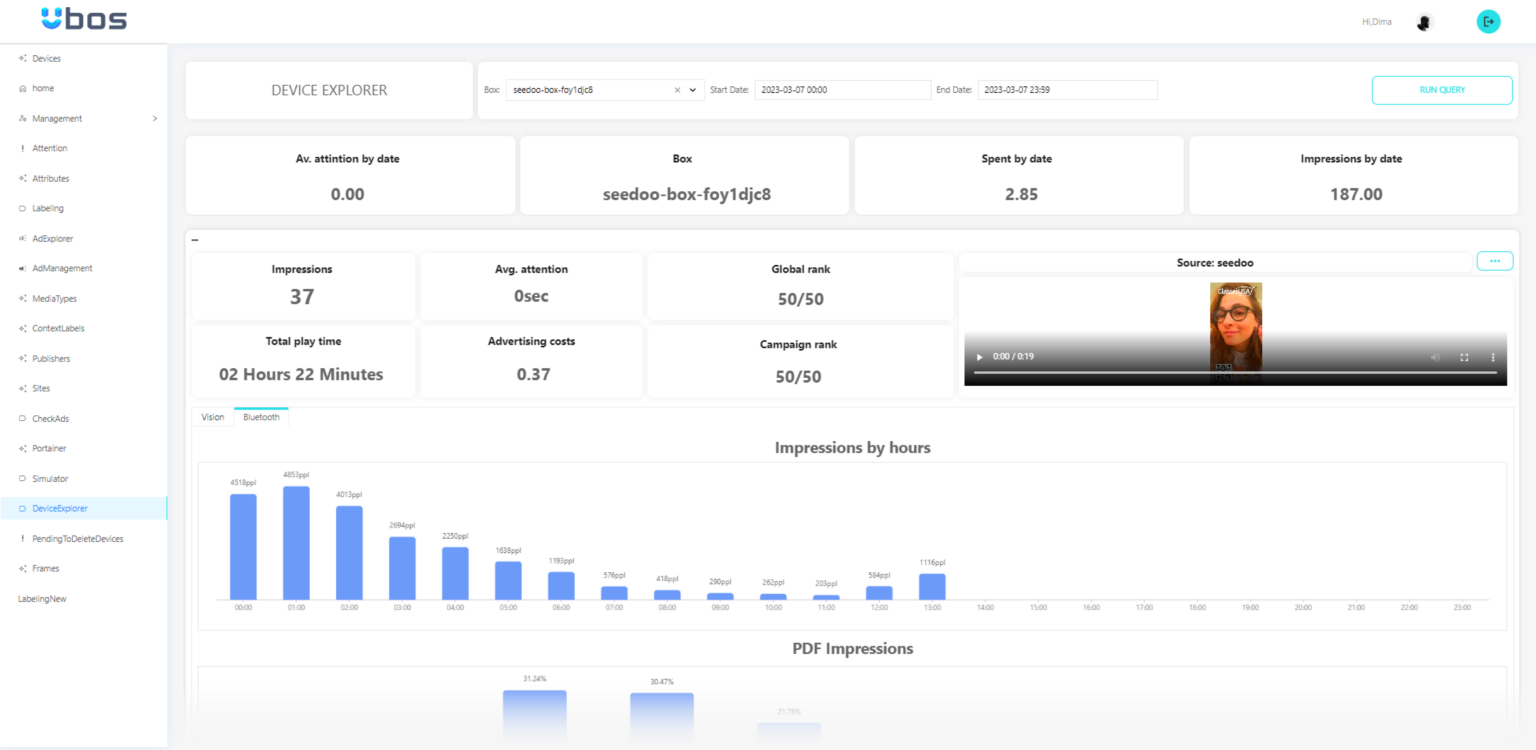 Ubos
Hi,Dima
Devices
home
Management
Attention
Attributes
Labeling
AdExplorer
AdManagement
MediaTypes
ContextLabels
Publishers
Sites
CheckAds
Portainer
Simulator
DeviceExplorer
PendingToDeleteDevices
Frames
LabelingNew
DEVICE EXPLORER
Box: seedoo-box-foy1djc8 Start Date: 2023-03-07 00:00 End Date: 2023-03-07 23:59
RUN QUERY
Av. attintion by date
0.00
Box
seedoo-box-foy1djc8
Spent by date
2.85
Impressions by date
187.00
Impressions
37
Avg. attention
0sec
Global rank
50/50
Total play time
02 Hours 22 Minutes
Advertising costs
0.37
Campaign rank
50/50
Source: seedoo
0:00 / 0:19
Vision Bluetooth
Impressions by hours
4518ppl 4853ppl 4013ppl 2694ppl 2250ppl 1638ppl 1193ppl 576ppl 418ppl 290ppl 262ppl 203ppl 584ppl 1116ppl
00:00 01:00 02:00 03:00 04:00 05:00 06:00 07:00 08:00 09:00 10:00 11:00 12:00 13:00 14:00 15:00 16:00 17:00 18:00 19:00 20:00 21:00 22:00 23:00
PDF Impressions
31.24% 30.47% 21.78%